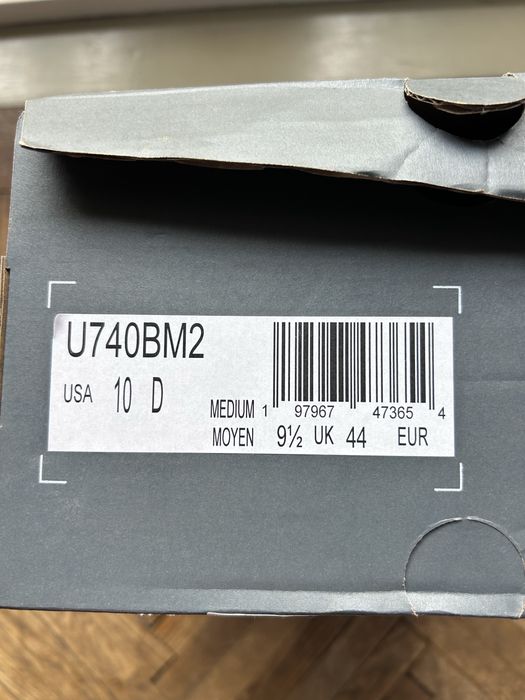 U740BM2
USA 10 D
MEDIUM 1 97967 47365 4
MOYEN 9½ UK 44 EUR